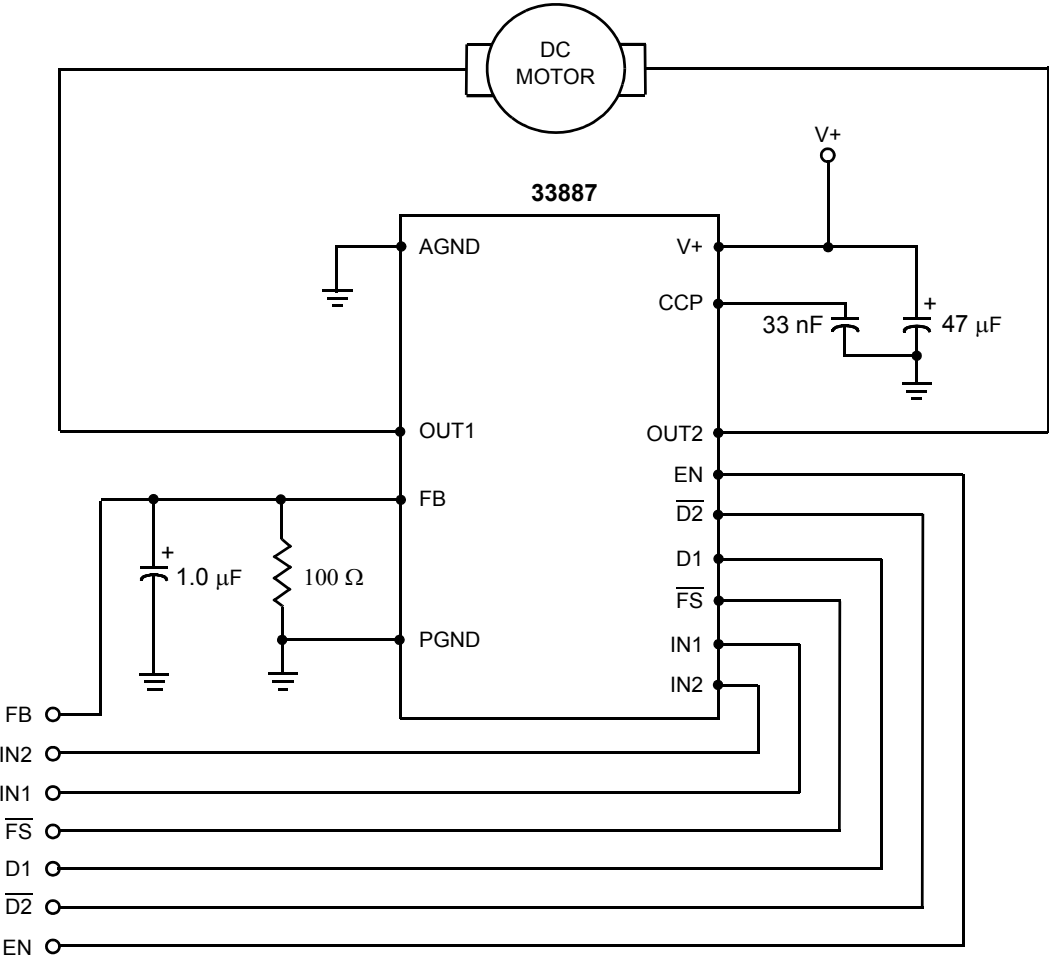 DC
MOTOR
V+
33887
AGND
V+
CCP
33 nF
+
47 μF
OUT1
OUT2
FB
EN
D2
+
1.0 μF
100 Ω
D1
FS
PGND
IN1
IN2
FB
IN2
IN1
FS
D1
D2
EN